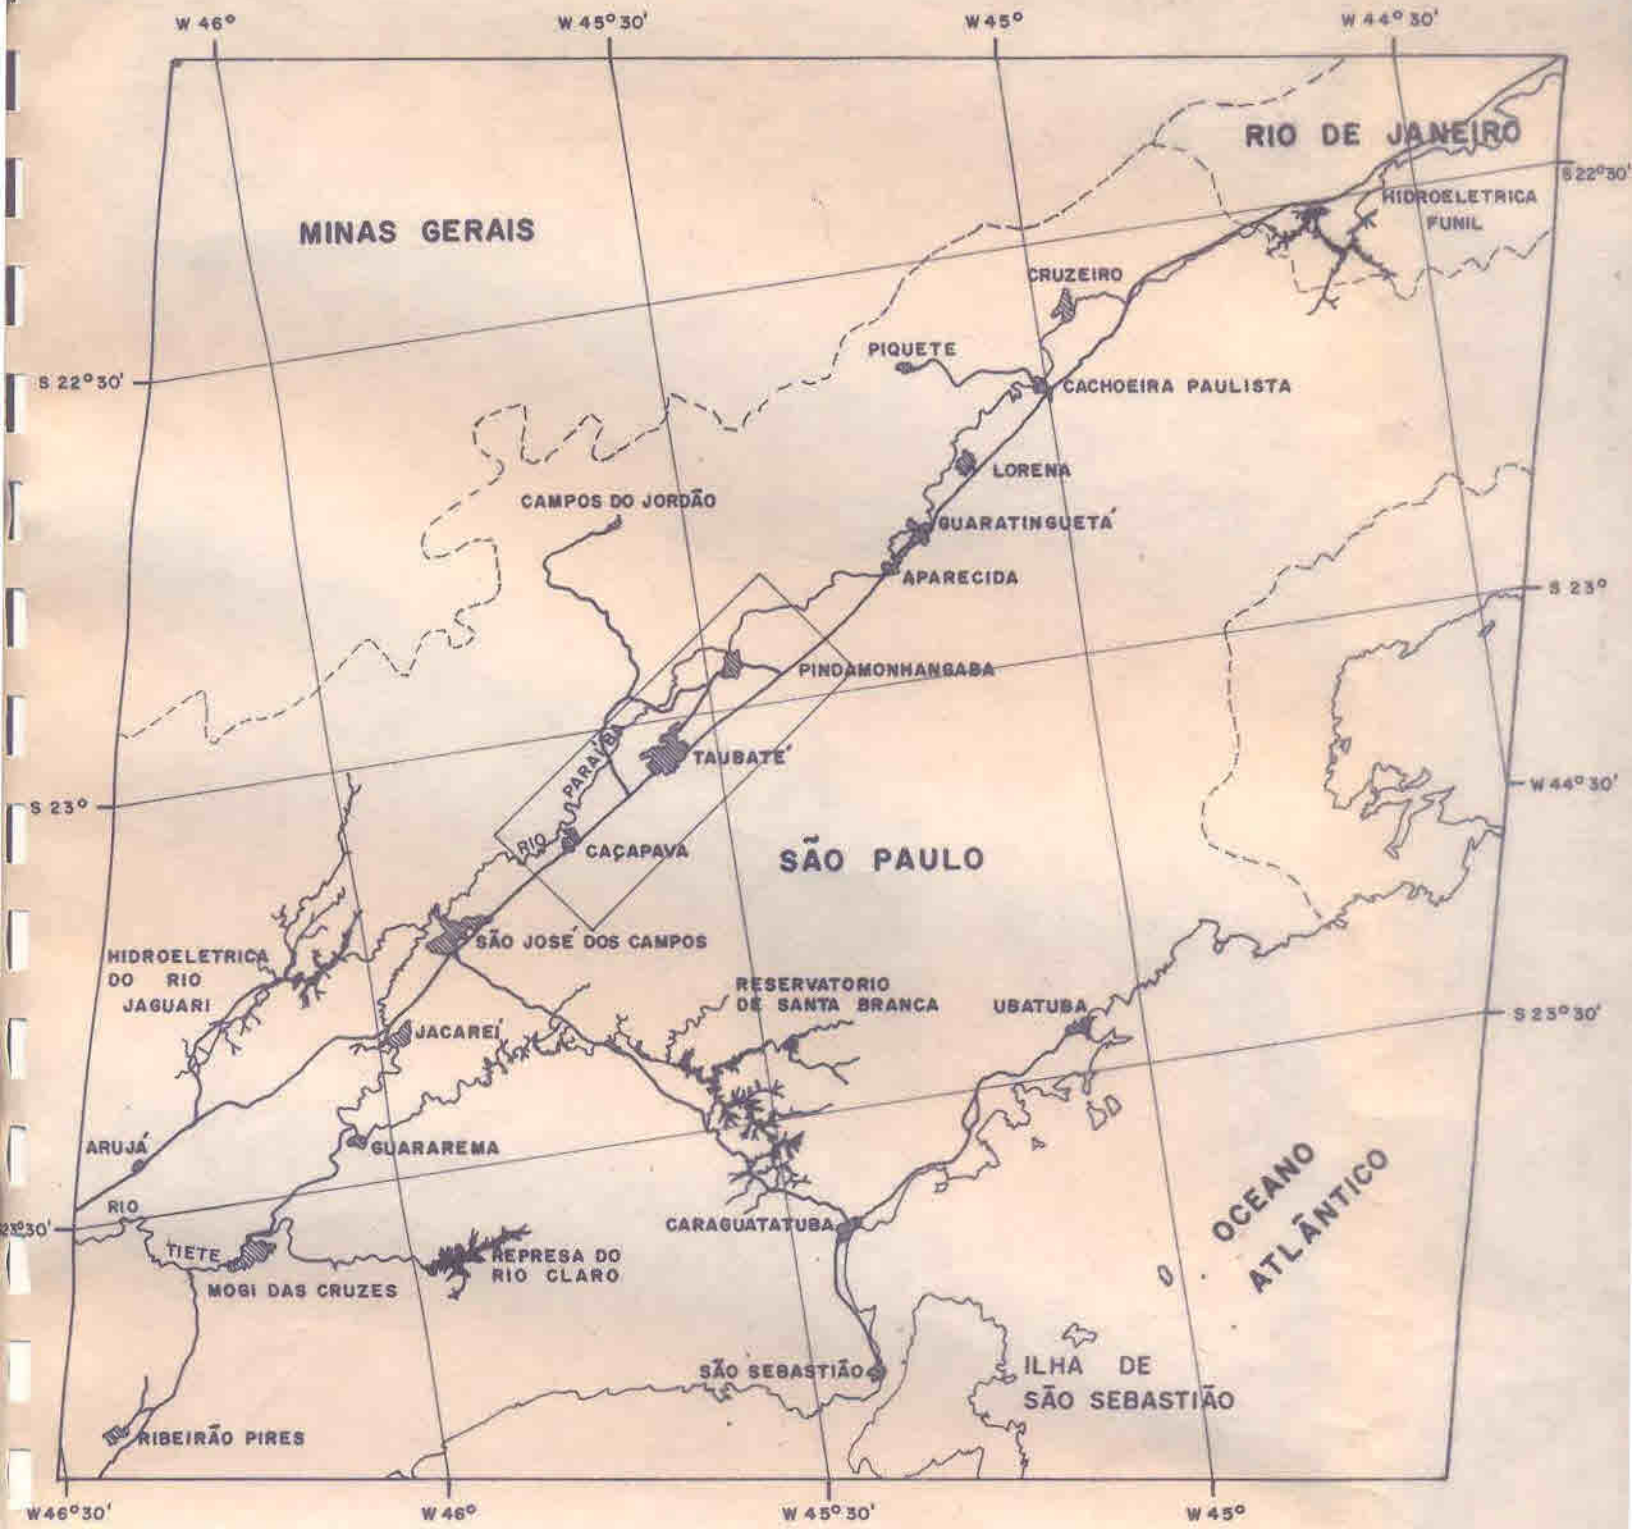 W 46°
W 45°30'
W 45°
W 44°30'
RIO DE JANEIRO
S 22°30'
HIDROELETRICA
FUNIL
MINAS GERAIS
CRUZEIRO
PIQUETE
S 22°30'
CACHOEIRA PAULISTA
LORENA
CAMPOS DO JORDÃO
GUARATINGUETÁ
APARECIDA
S 23°
PINDAMONHANGABA
TAUBATÉ
RIO PARAÍBA
S 23°
W 44°30'
CAÇAPAVA
SÃO PAULO
SÃO JOSÉ DOS CAMPOS
HIDROELETRICA
DO RIO
JAGUARI
RESERVATORIO
DE SANTA BRANCA
UBATUBA
S 23°30'
JACAREÍ
ARUJÁ
GUARAREMA
RIO
TIETE
23°30'
CARAGUATATUBA
OCEANO
ATLÂNTICO
REPRESA DO
RIO CLARO
MOGI DAS CRUZES
SÃO SEBASTIÃO
ILHA DE
SÃO SEBASTIÃO
RIBEIRÃO PIRES
W 46°30'
W 46°
W 45°30'
W 45°